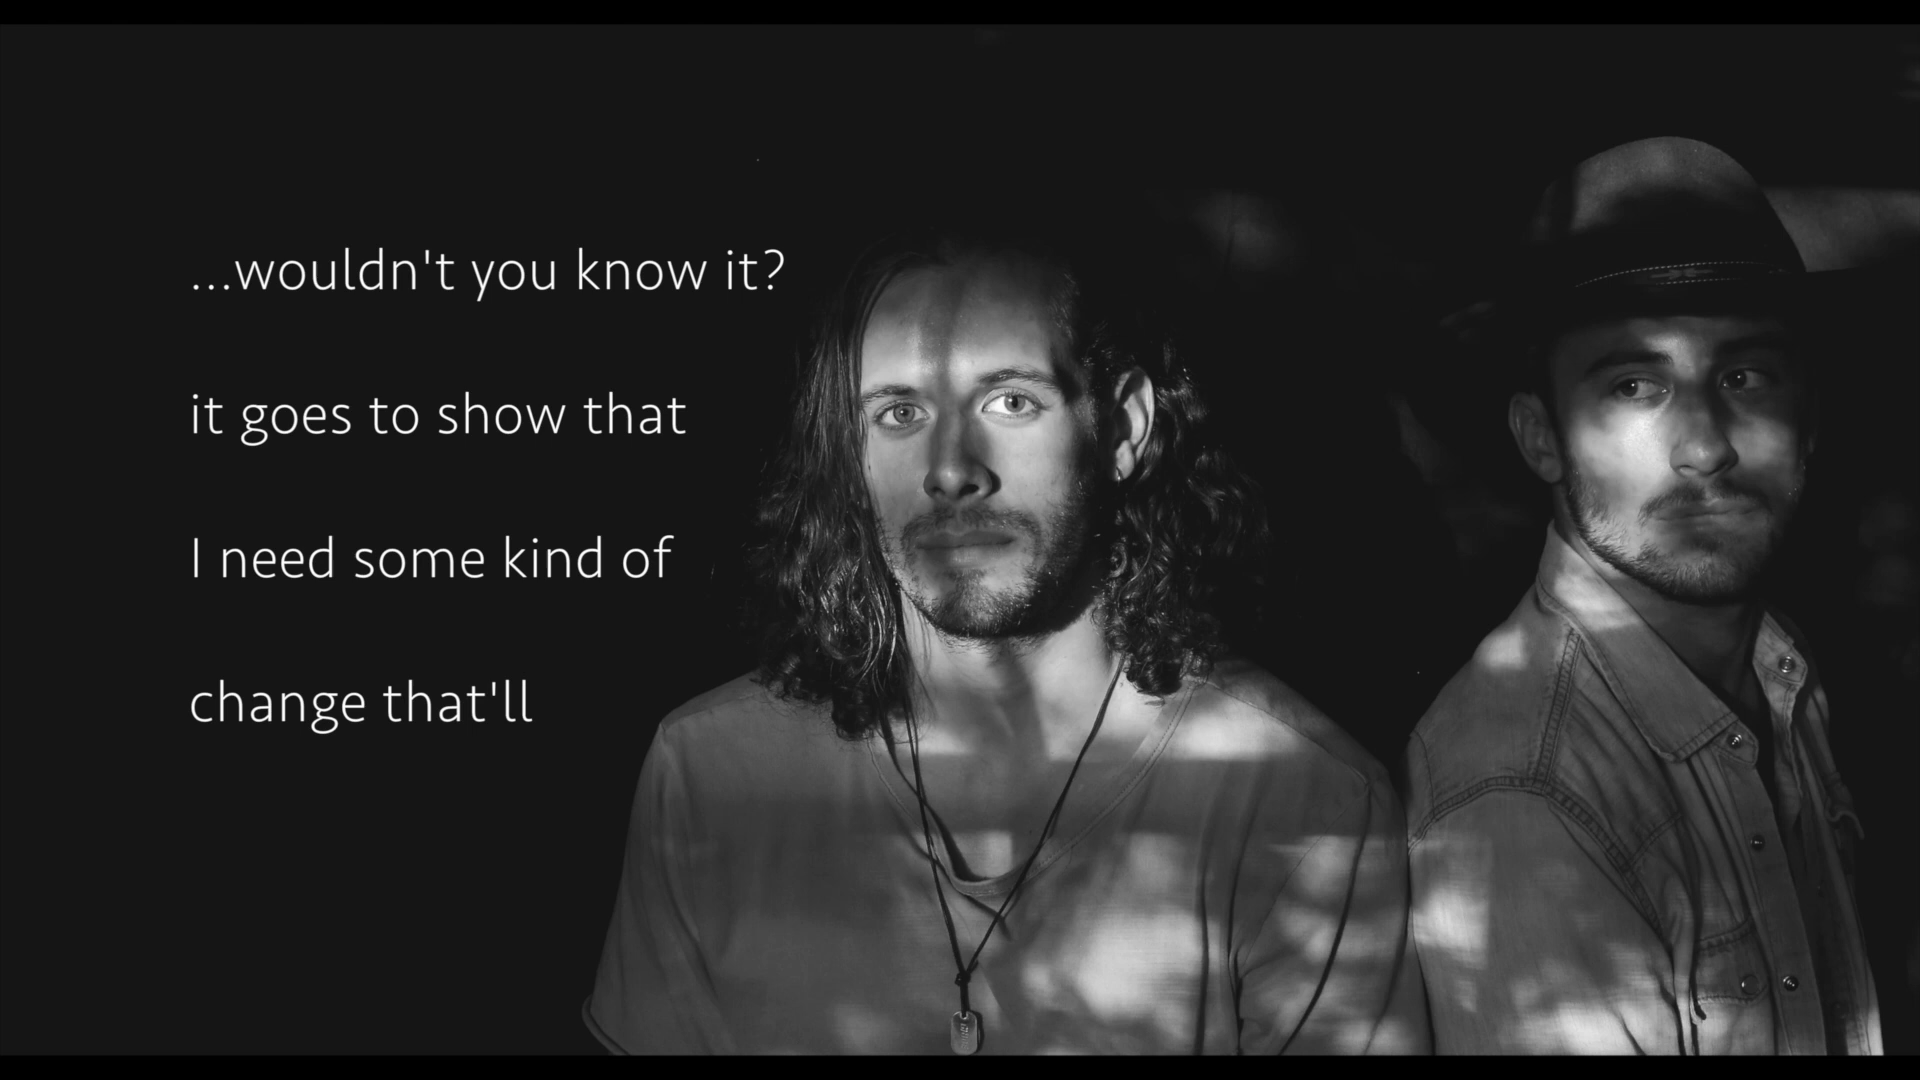 ...wouldn't you know it?
it goes to show that
I need some kind of
change that'll